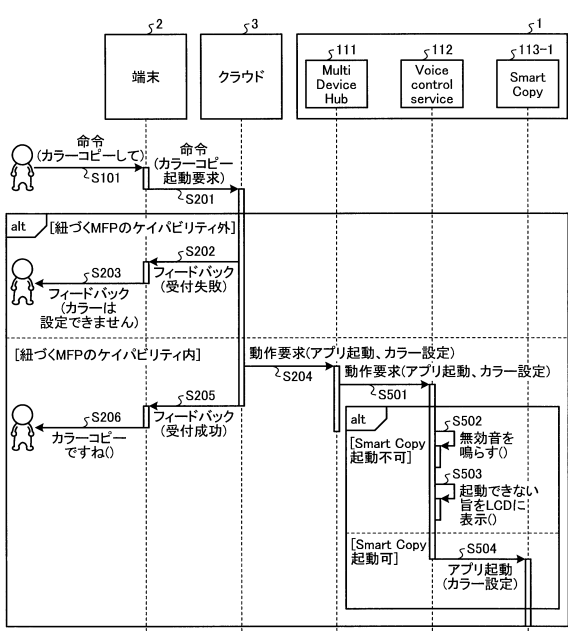 2
3
1
端末
クラウド
111
Multi
Device
Hub
112
Voice
control
service
113-1
Smart
Copy
命令
(カラーコピーして)
S101
命令
(カラーコピー
起動要求)
S201
alt
[紐づくMFPのケイパビリティ外]
S202
フィードバック
(受付失敗)
S203
フィードバック
(カラーは
設定できません)
[紐づくMFPのケイパビリティ内]
動作要求(アプリ起動、カラー設定)
S204
動作要求(アプリ起動、カラー設定)
S501
S205
フィードバック
(受付成功)
S206
カラーコピー
ですね()
alt
[Smart Copy
起動不可]
S502
無効音を
鳴らす()
S503
起動できない
旨をLCDに
表示()
[Smart Copy
起動可]
S504
アプリ起動
(カラー設定)